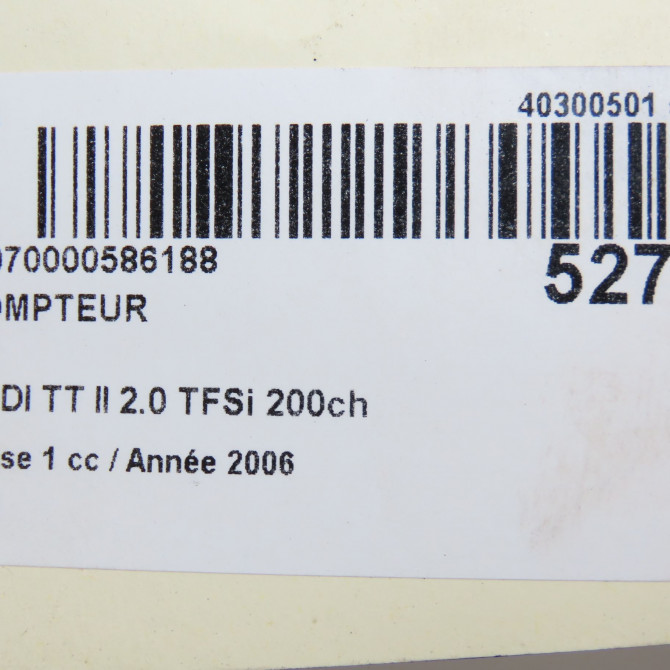 40300501
070000586188
527
OMPTEUR
DI TT II 2.0 TFSi 200ch
se 1 cc / Année 2006